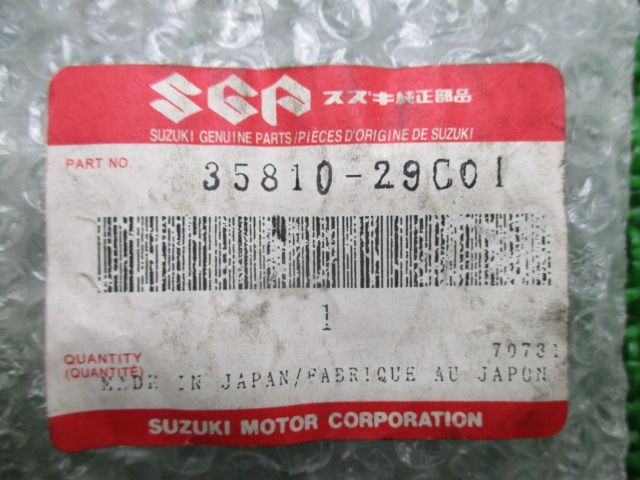 SGP スズキ純正部品
SUZUKI GENUINE PARTS/PIÈCES D'ORIGINE DE SUZUKI
PART NO. 35810-29C01
1
QUANTITY 70731
(QUANTITÉ)
MADE IN JAPAN/FABRIQUE AU JAPON
SUZUKI MOTOR CORPORATION